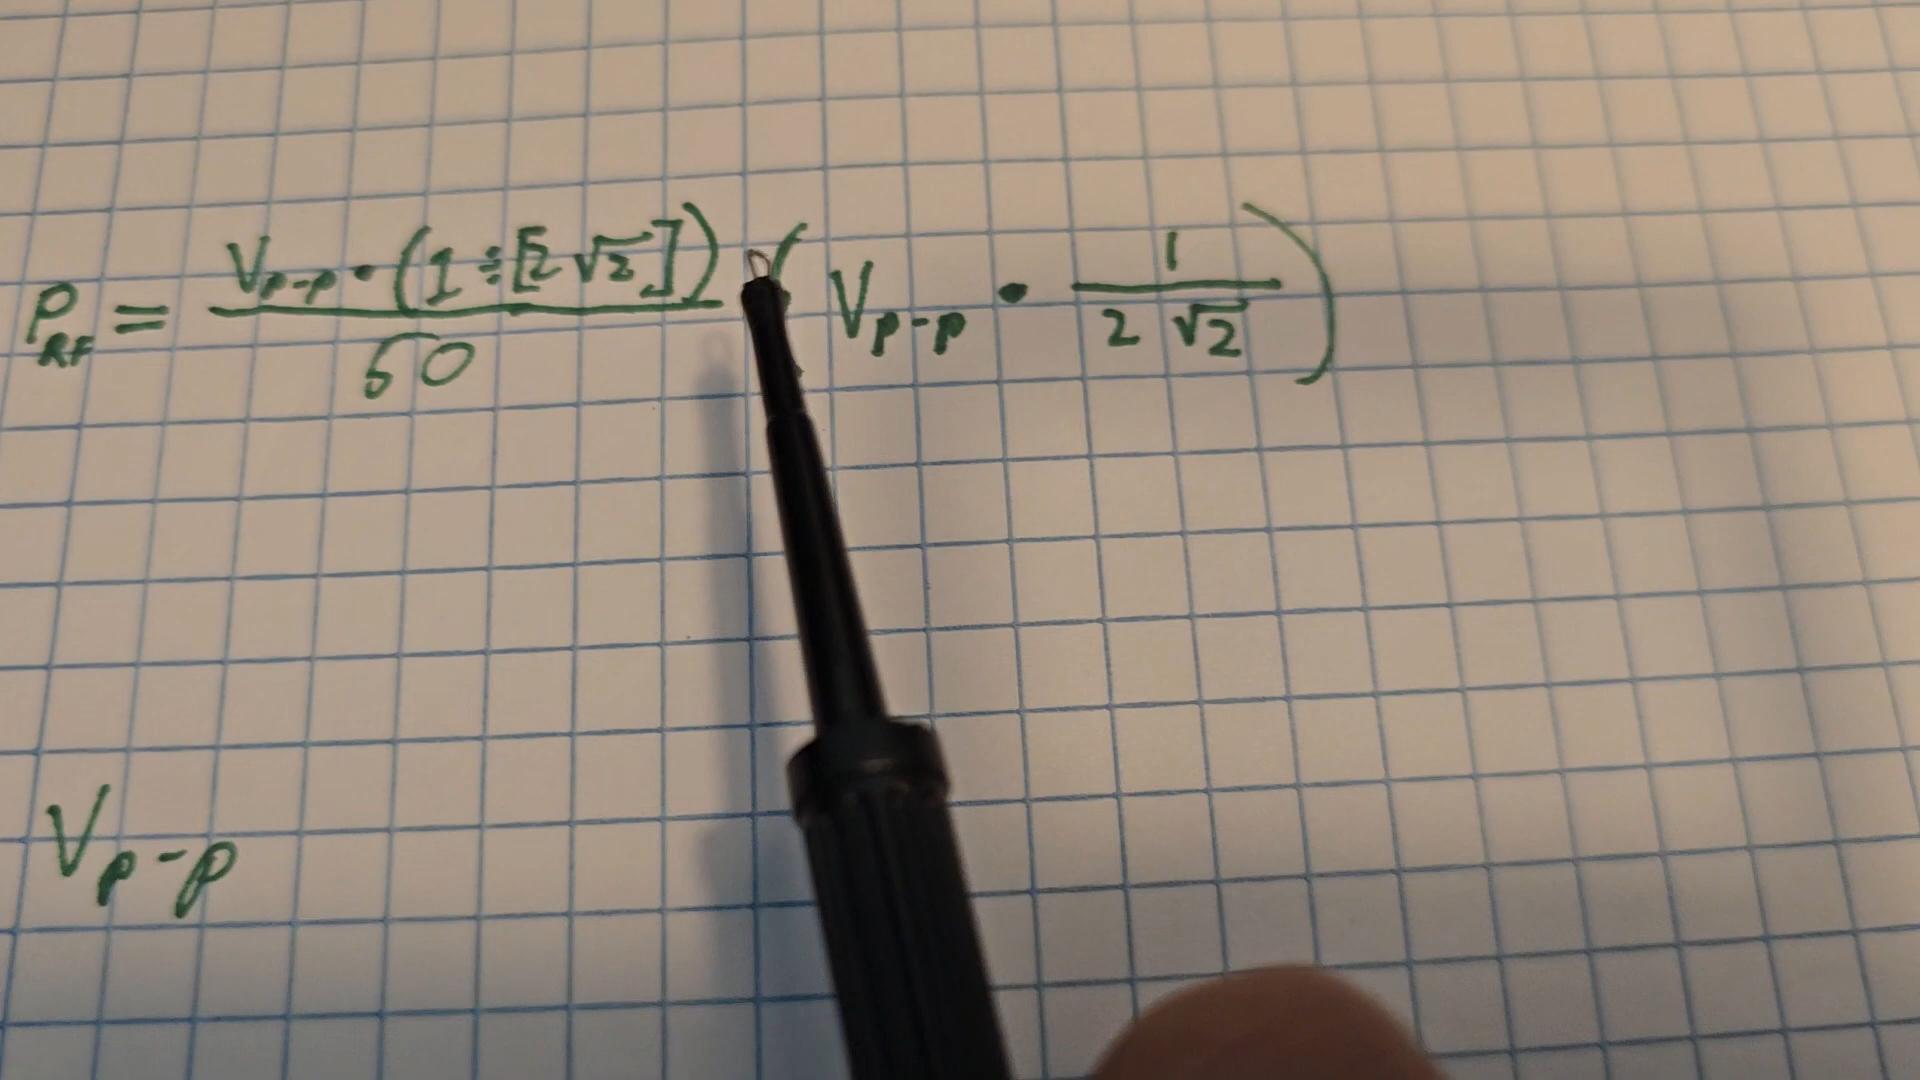 P_RF = (V_p-p · (1 ÷ [2 √2])) / 50 · (V_p-p · 1 / (2 √2))
V_p-p